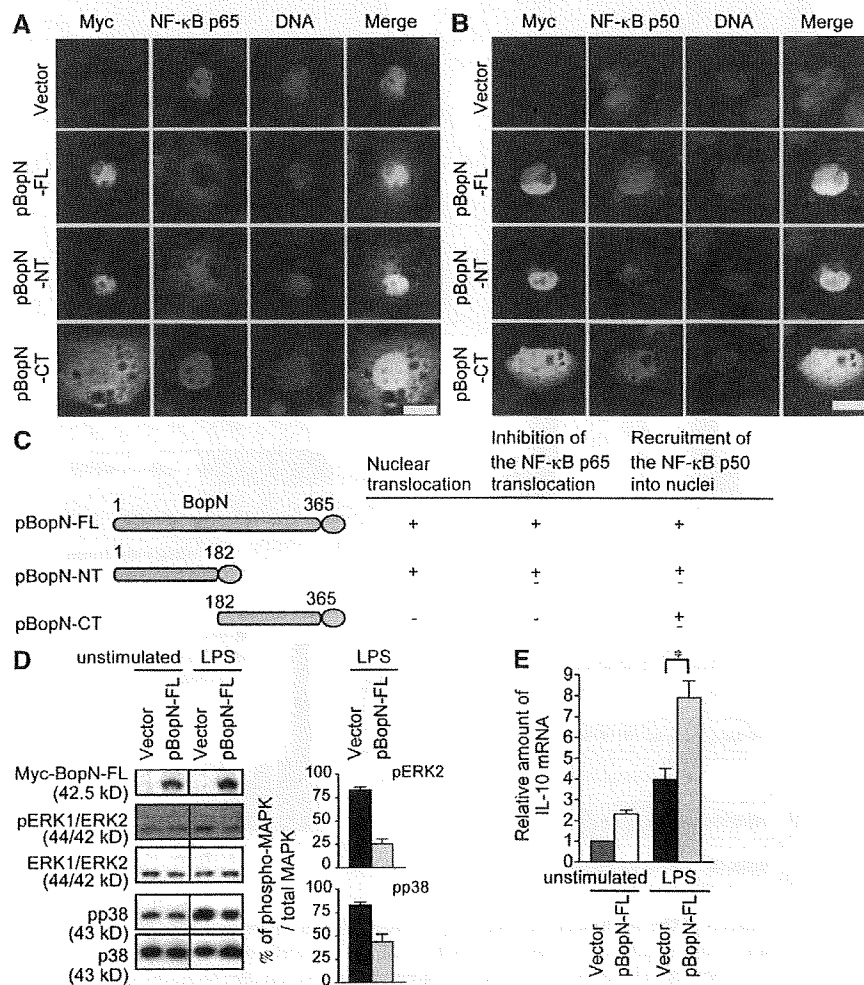 A
Myc NF-κB p65 DNA Merge
Vector
pBopN
-FL
pBopN
-NT
pBopN
-CT
B
Myc NF-κB p50 DNA Merge
Vector
pBopN
-FL
pBopN
-NT
pBopN
-CT
C
Nuclear
translocation
Inhibition of
the NF-κB p65
translocation
Recruitment of
the NF-κB p50
into nuclei
1 BopN 365
pBopN-FL + + +
1 182
pBopN-NT + ± ±
182 365
pBopN-CT - - ±
D
unstimulated LPS
Vector
pBopN-FL
Vector
pBopN-FL
Myc-BopN-FL
(42.5 kD)
pERK1/ERK2
(44/42 kD)
ERK1/ERK2
(44/42 kD)
pp38
(43 kD)
p38
(43 kD)
LPS
Vector
pBopN-FL
% of phospho-MAPK
/ total MAPK
pERK2
100
75
50
25
0
pp38
100
75
50
25
0
E
Relative amount of
IL-10 mRNA
9
8
7
6
5
4
3
2
1
0
*
unstimulated LPS
Vector
pBopN-FL
Vector
pBopN-FL